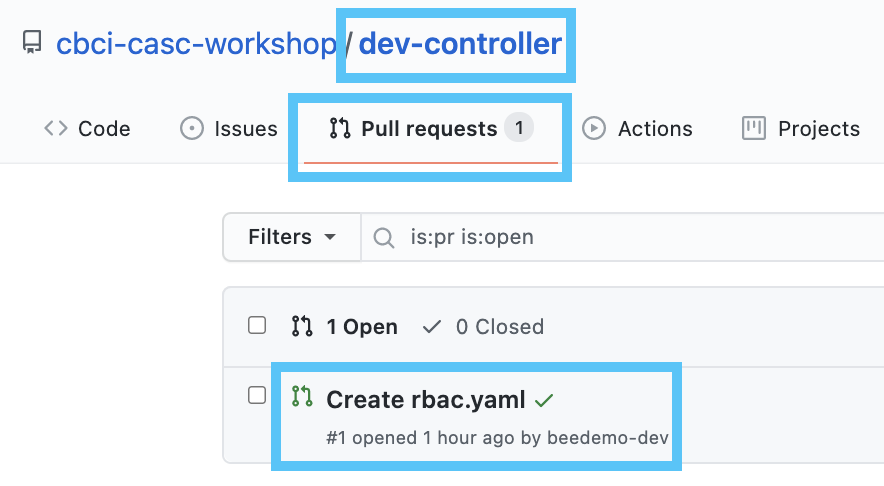 cbci-casc-workshop/dev-controller
Code Issues Pull requests 1 Actions Projects
Filters is:pr is:open
1 Open 0 Closed
Create rbac.yaml
#1 opened 1 hour ago by beedemo-dev